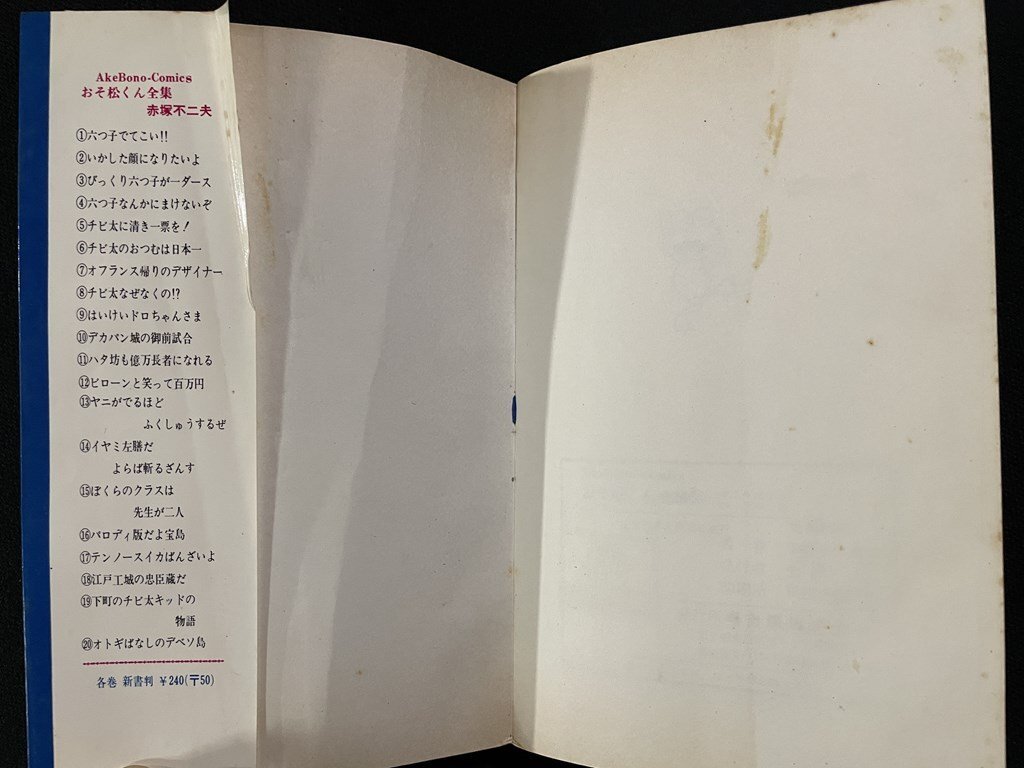 AkeBono-Comics
おそ松くん全集
赤塚不二夫
①六つ子でてこい!!
②いかした顔になりたいよ
③びっくり六つ子が一ダース
④六つ子なんかにまけないぞ
⑤チビ太に清き一票を!
⑥チビ太のおつむは日本一
⑦オフランス帰りのデザイナー
⑧チビ太なぜなくの!?
⑨はいけいドロちゃんさま
⑩デカパン城の御前試合
⑪ハタ坊も億万長者になれる
⑫ビローンと笑って百万円
⑬ヤニがでるほど
ふくしゅうするぜ
⑭イヤミ左膳だ
よらば斬るざんす
⑮ぼくらのクラスは
先生が二人
⑯パロディ版だよ宝島
⑰テンノースイカばんざいよ
⑱江戸工城の忠臣蔵だ
⑲下町のチビ太キッドの
物語
⑳オトギばなしのデベソ島
各巻 新書判 ¥240(〒50)